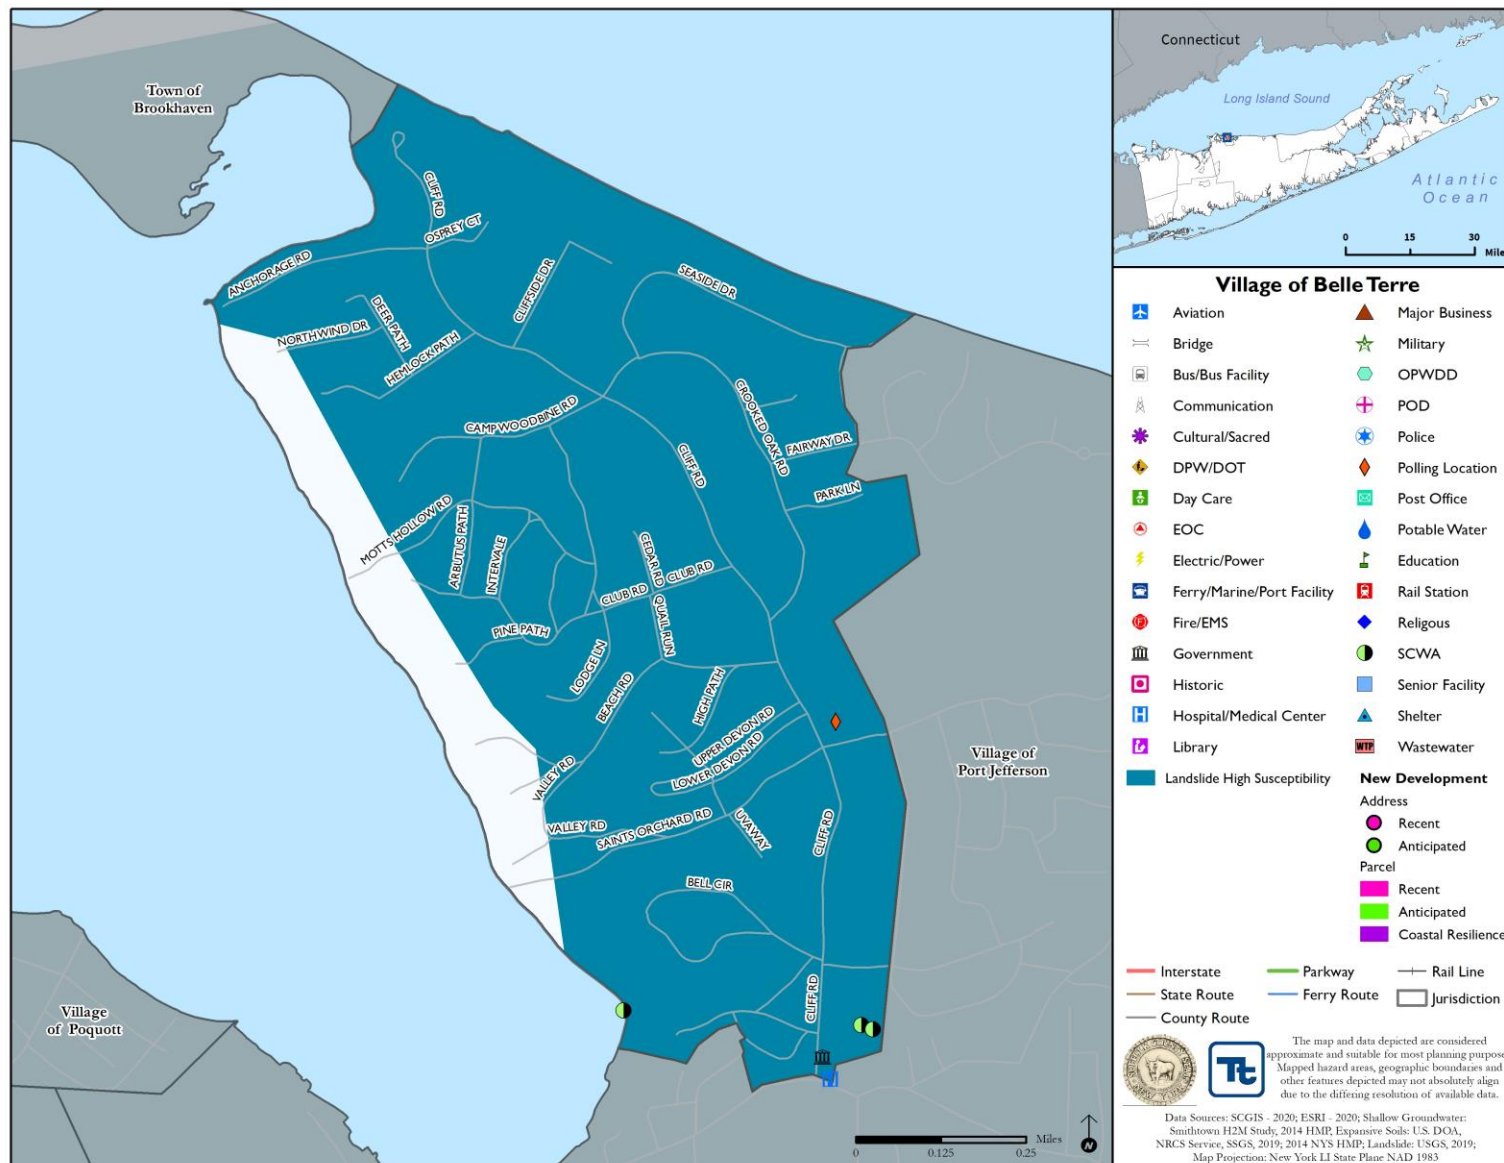 Town of
Brookhaven
CLIFF RD
OSPREY CT
ANCHORAGE RD
CLIFFSIDE DR
SEASIDE DR
DEER PATH
NORTHWIND DR
HEMLOCK PATH
CAMPWOODBINE RD
CROOKED OAK RD
FAIRWAY DR
CLIFF RD
PARK LN
MOTTS HOLLOW RD
ARBUTUS PATH
INTERVALE
CEDAR RD
CLUB RD
CLUB RD
QUAIL RUN
PINE PATH
LODGE LN
BEACH RD
HIGH PATH
UPPER DEVON RD
LOWER DEVON RD
VALLEY RD
VALLEY RD
SAINTS ORCHARD RD
UVAWAY
CLIFF RD
BELL CIR
CLIFF RD
Village of
Port Jefferson
Village
of Poquott
Miles
0 0.125 0.25
N
Connecticut
Long Island Sound
Atlantic
Ocean
0 15 30
Mile
Village of Belle Terre
Aviation
Bridge
Bus/Bus Facility
Communication
Cultural/Sacred
DPW/DOT
Day Care
EOC
Electric/Power
Ferry/Marine/Port Facility
Fire/EMS
Government
Historic
Hospital/Medical Center
Library
Landslide High Susceptibility
Major Business
Military
OPWDD
POD
Police
Polling Location
Post Office
Potable Water
Education
Rail Station
Religous
SCWA
Senior Facility
Shelter
WTP Wastewater
New Development
Address
Recent
Anticipated
Parcel
Recent
Anticipated
Coastal Resilience
Interstate
Parkway
Rail Line
State Route
Ferry Route
Jurisdiction
County Route
Tt
The map and data depicted are considered
approximate and suitable for most planning purpose
Mapped hazard areas, geographic boundaries and
other features depicted may not absolutely align
due to the differing resolution of available data.
Data Sources: SCGIS - 2020; ESRI - 2020; Shallow Groundwater:
Smithtown H2M Study, 2014 HMP, Expansive Soils: U.S. DOA,
NRCS Service, SSGS, 2019; 2014 NYS HMP; Landslide: USGS, 2019;
Map Projection: New York LI State Plane NAD 1983